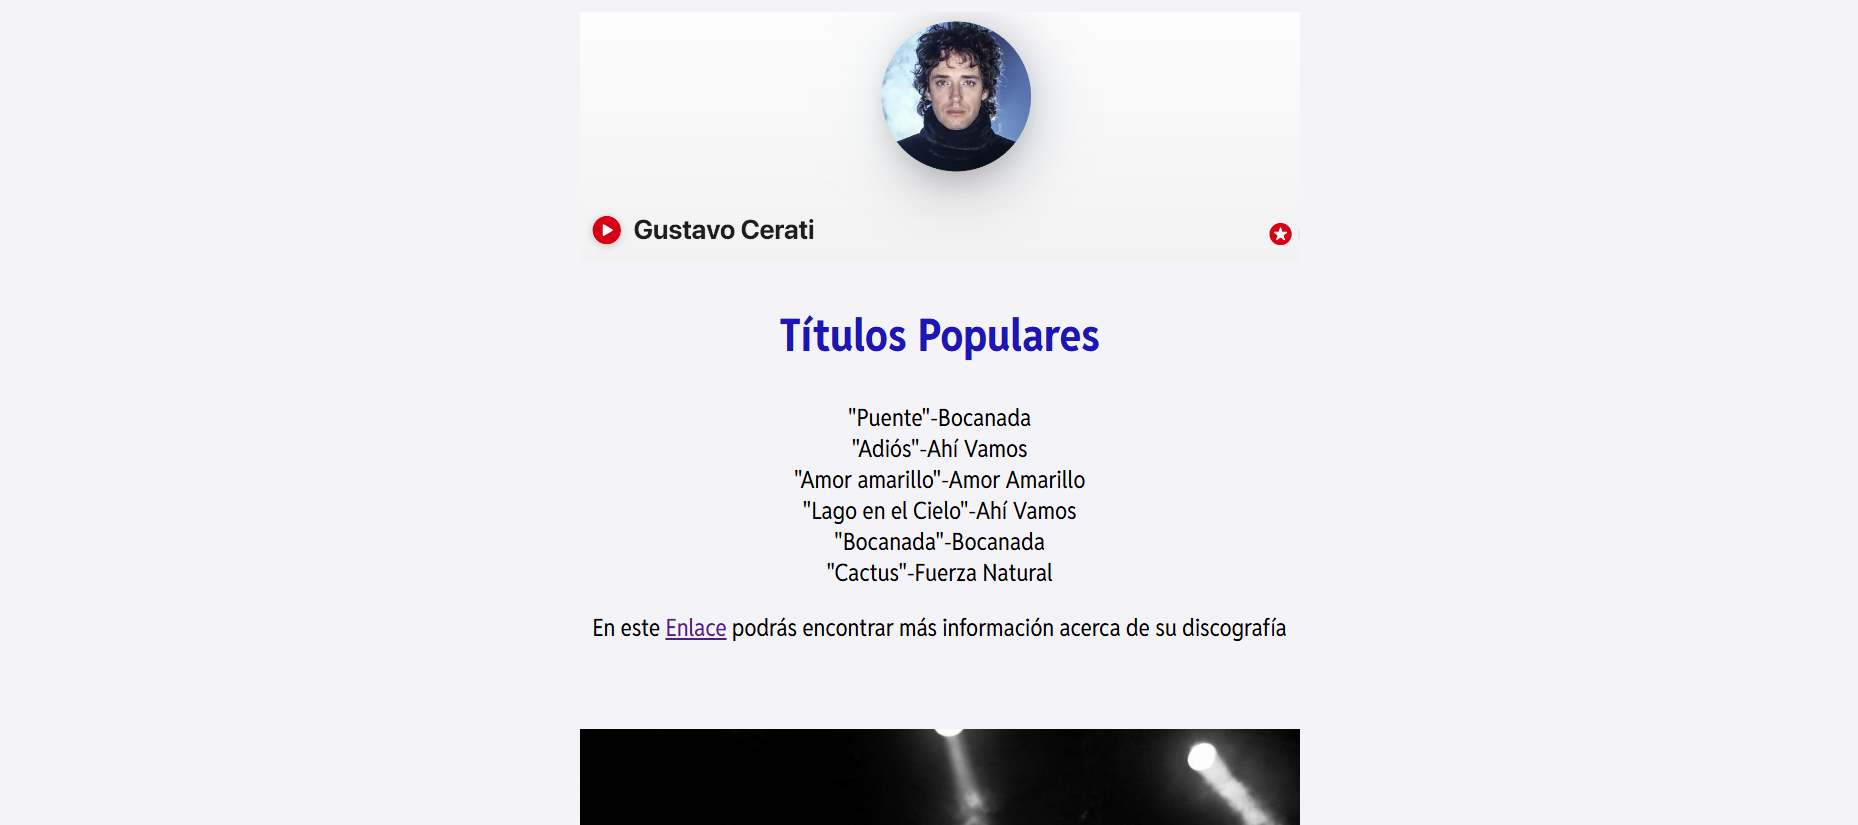 Gustavo Cerati
Títulos Populares
"Puente"-Bocanada
"Adiós"-Ahí Vamos
"Amor amarillo"-Amor Amarillo
"Lago en el Cielo"-Ahí Vamos
"Bocanada"-Bocanada
"Cactus"-Fuerza Natural
En este Enlace podrás encontrar más información acerca de su discografía